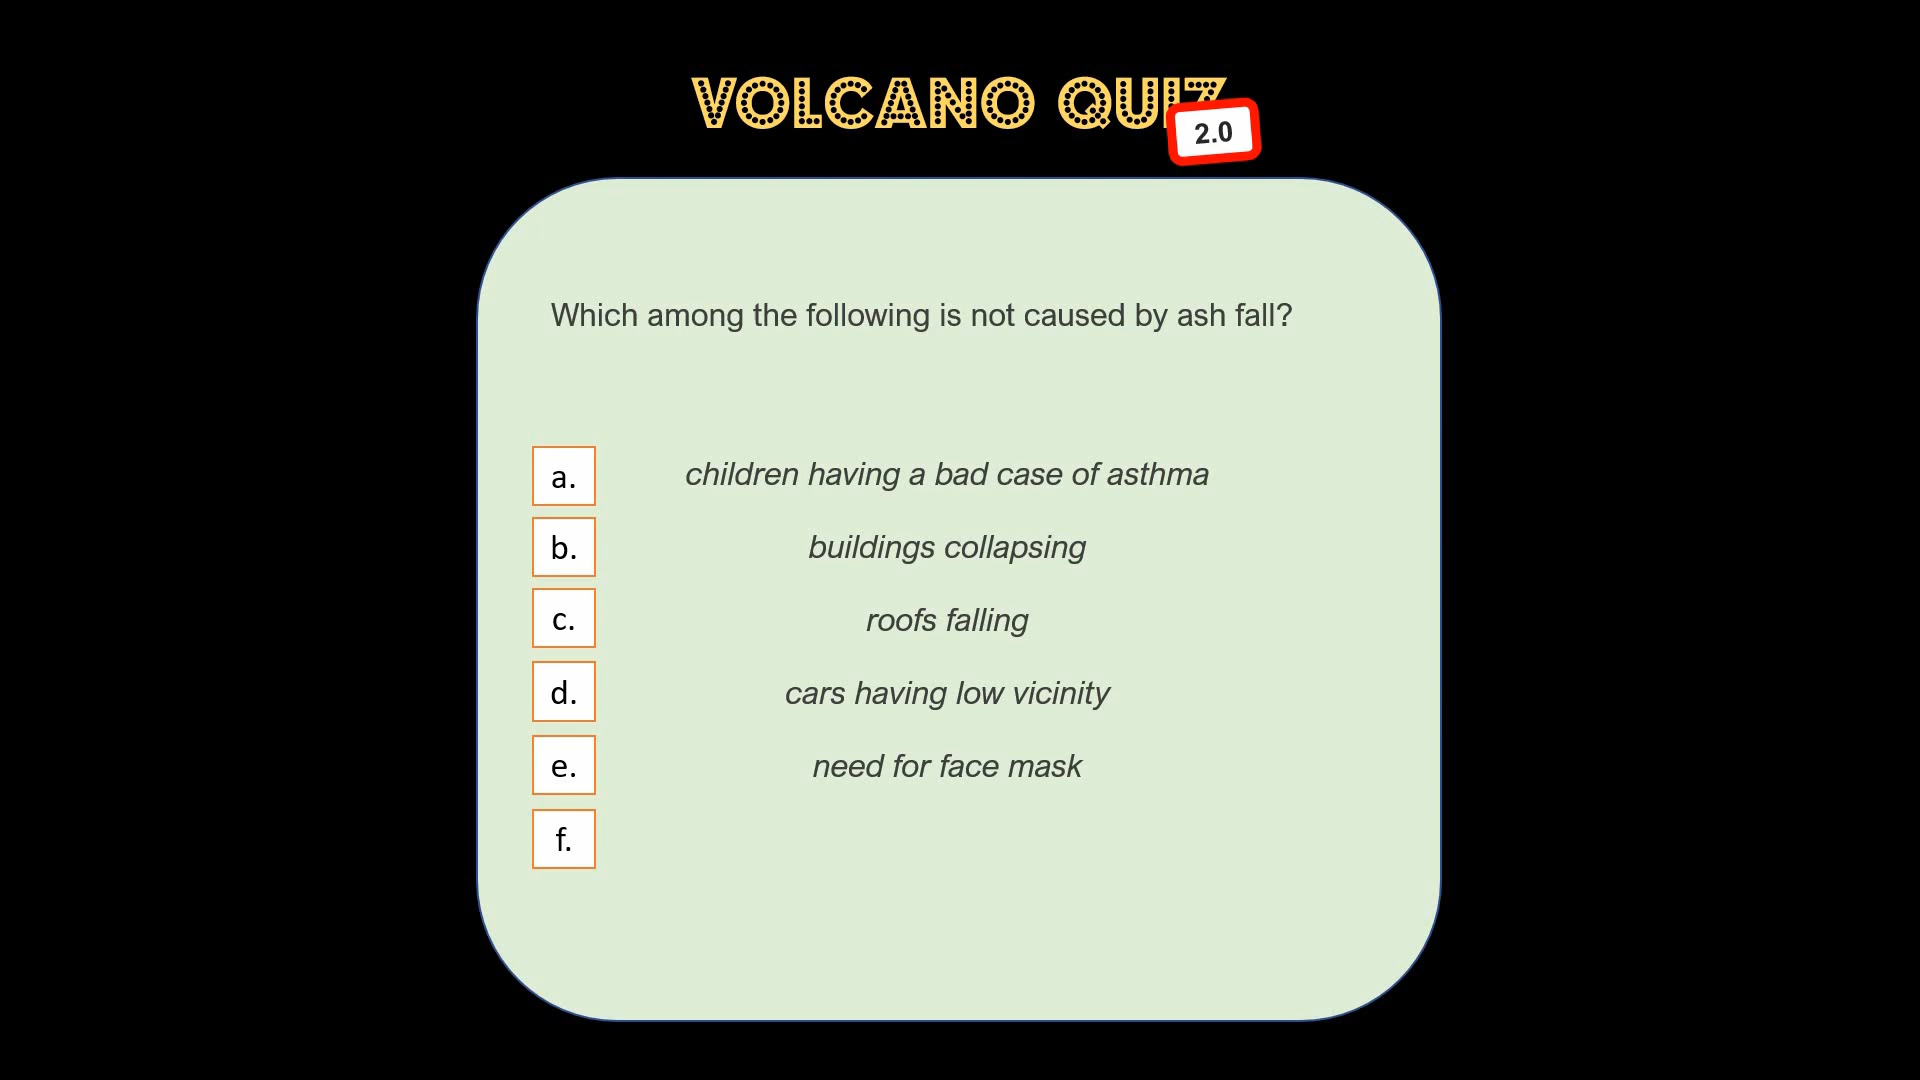 VOLCANO QUIZ
2.0
Which among the following is not caused by ash fall?
a. children having a bad case of asthma
b. buildings collapsing
c. roofs falling
d. cars having low vicinity
e. need for face mask
f.